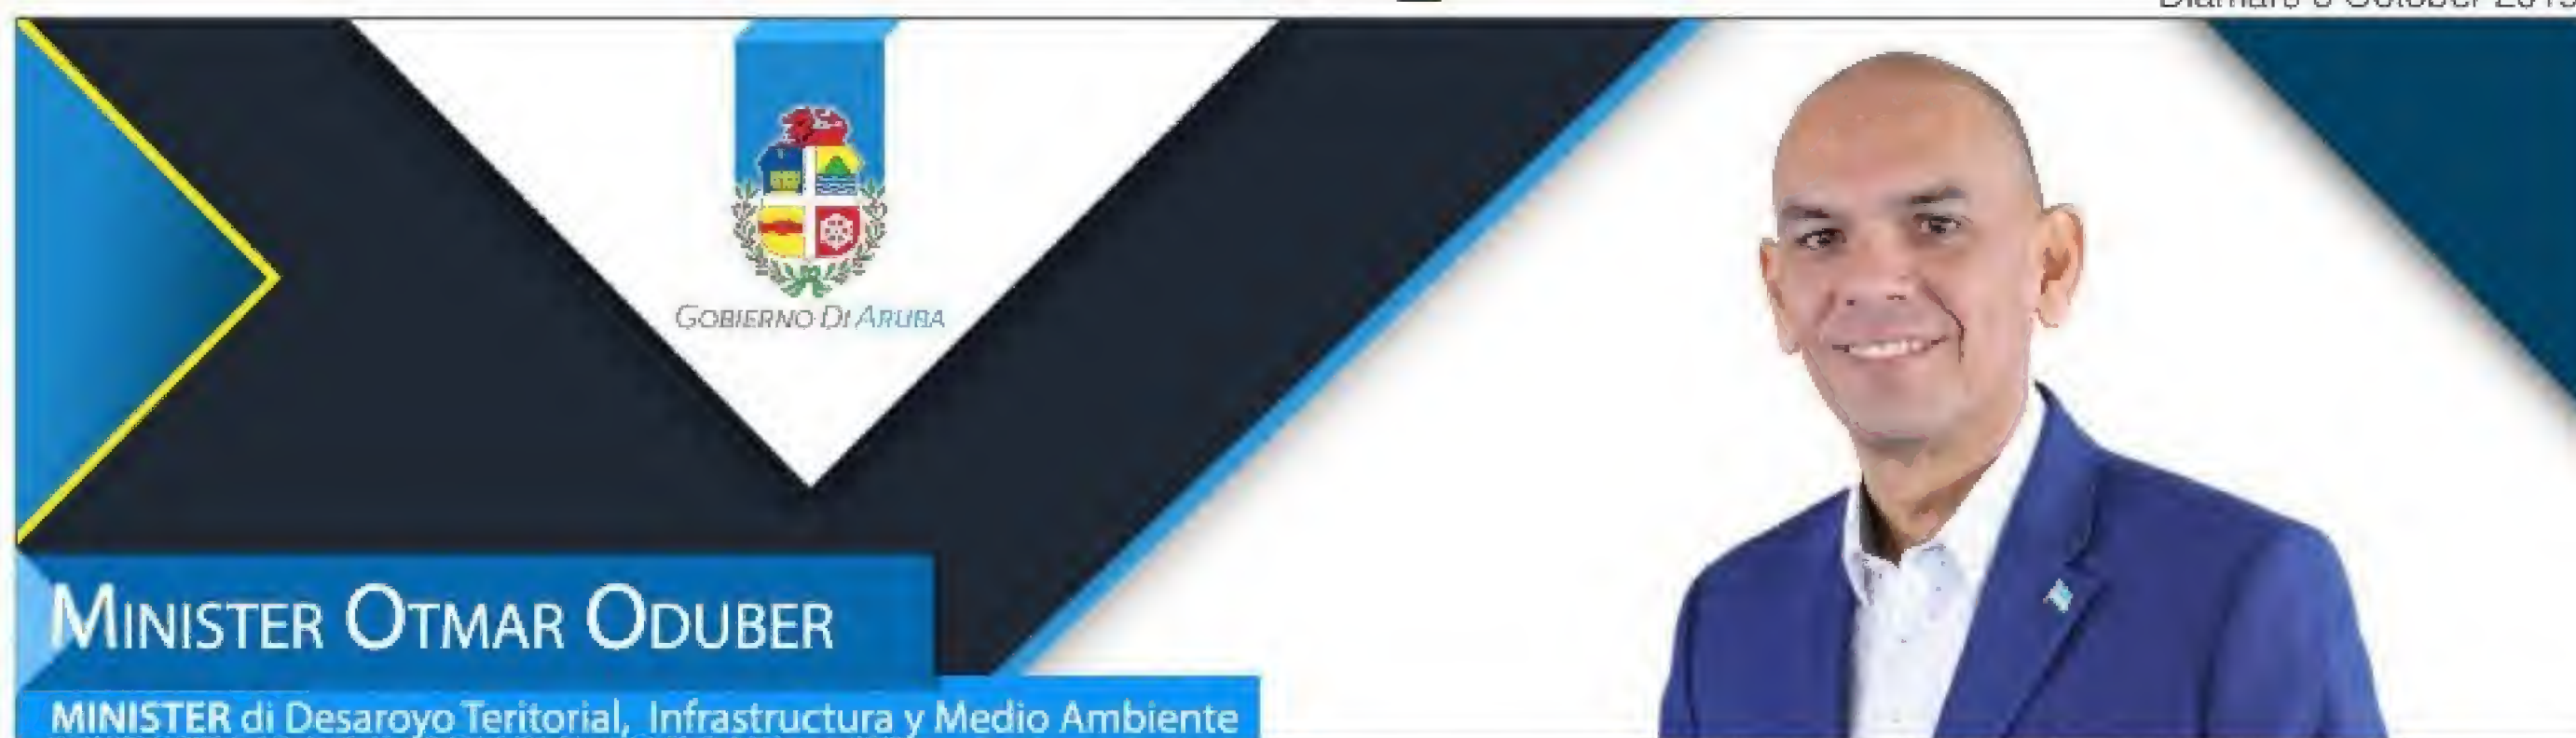 GOBIERNO DI ARUBA
MINISTER OTMAR ODUBER
MINISTER di Desaroyo Teritorial, Infrastructura y Medio Ambiente